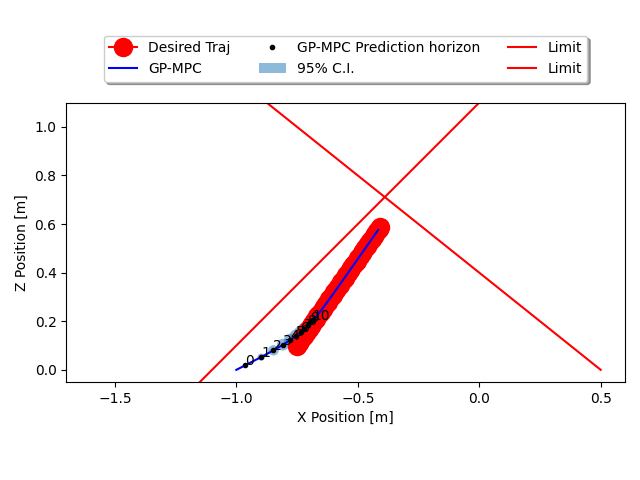 Desired Traj
GP-MPC
GP-MPC Prediction horizon
95% C.I.
Limit
Limit
1.0
0.8
0.6
0.4
0.2
0.0
Z Position [m]
0
1
2
3
10
−1.5
−1.0
−0.5
0.0
0.5
X Position [m]